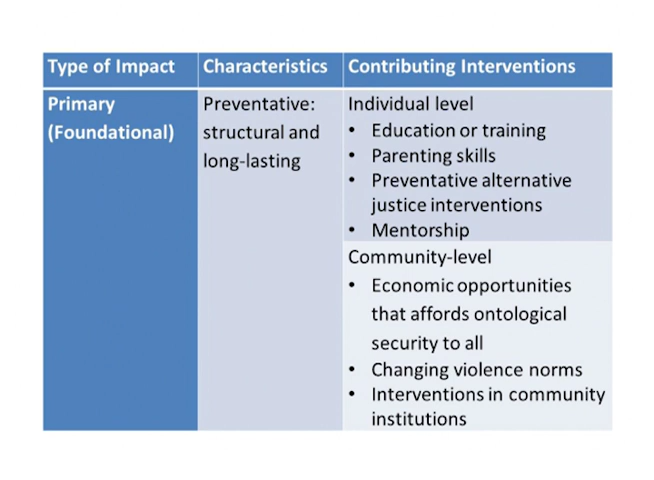 Type of Impact
Characteristics
Contributing Interventions
Primary
(Foundational)
Preventative:
structural and
long-lasting
Individual level
• Education or training
• Parenting skills
• Preventative alternative
justice interventions
• Mentorship
Community-level
• Economic opportunities
that affords ontological
security to all
• Changing violence norms
• Interventions in community
institutions